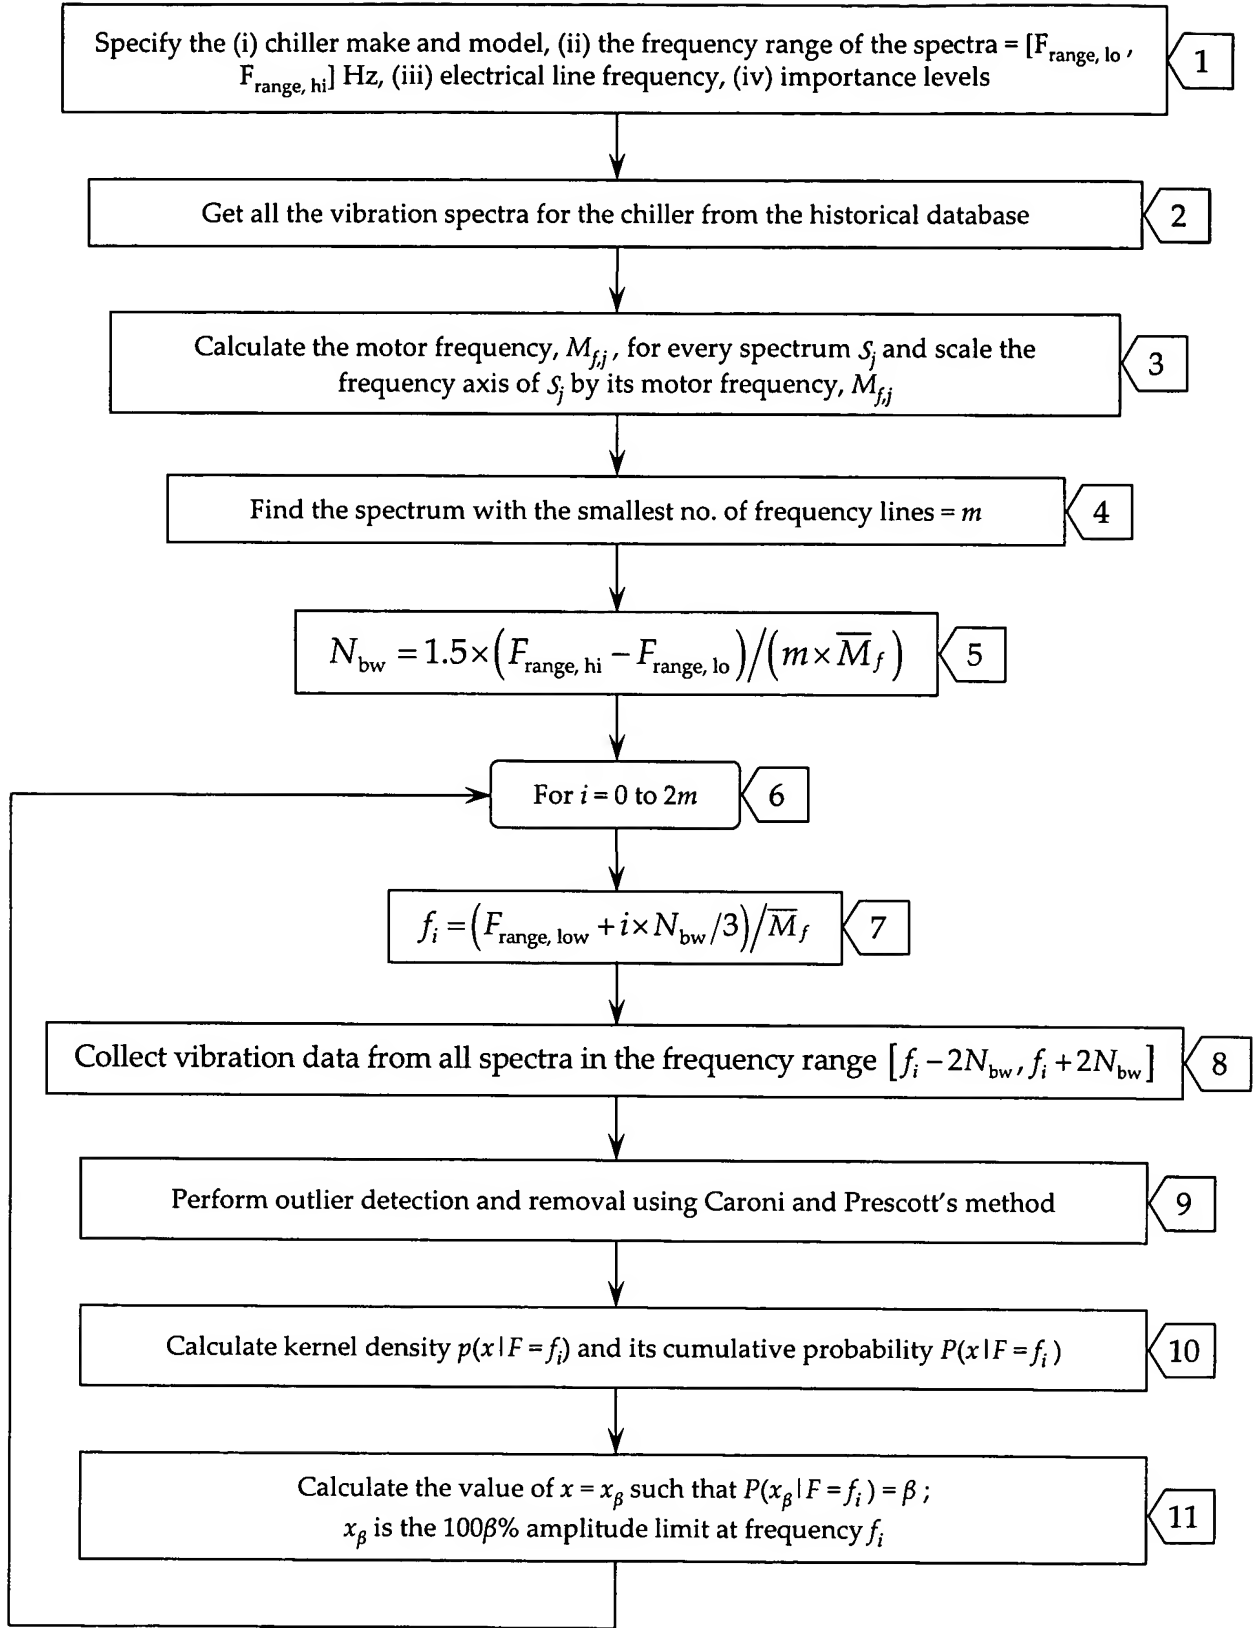 Specify the (i) chiller make and model, (ii) the frequency range of the spectra = [F_range, lo ,
F_range, hi] Hz, (iii) electrical line frequency, (iv) importance levels
1
Get all the vibration spectra for the chiller from the historical database
2
Calculate the motor frequency, M_f,j , for every spectrum S_j and scale the
frequency axis of S_j by its motor frequency, M_f,j
3
Find the spectrum with the smallest no. of frequency lines = m
4
N_bw = 1.5×(F_range, hi − F_range, lo)/(m×M̅_f)
5
For i = 0 to 2m
6
f_i =(F_range, low + i×N_bw/3)/M̅_f
7
Collect vibration data from all spectra in the frequency range [f_i −2N_bw, f_i +2N_bw]
8
Perform outlier detection and removal using Caroni and Prescott's method
9
Calculate kernel density p(x|F = f_i) and its cumulative probability P(x|F = f_i )
10
Calculate the value of x = x_β such that P(x_β|F = f_i) = β ;
x_β is the 100β% amplitude limit at frequency f_i
11